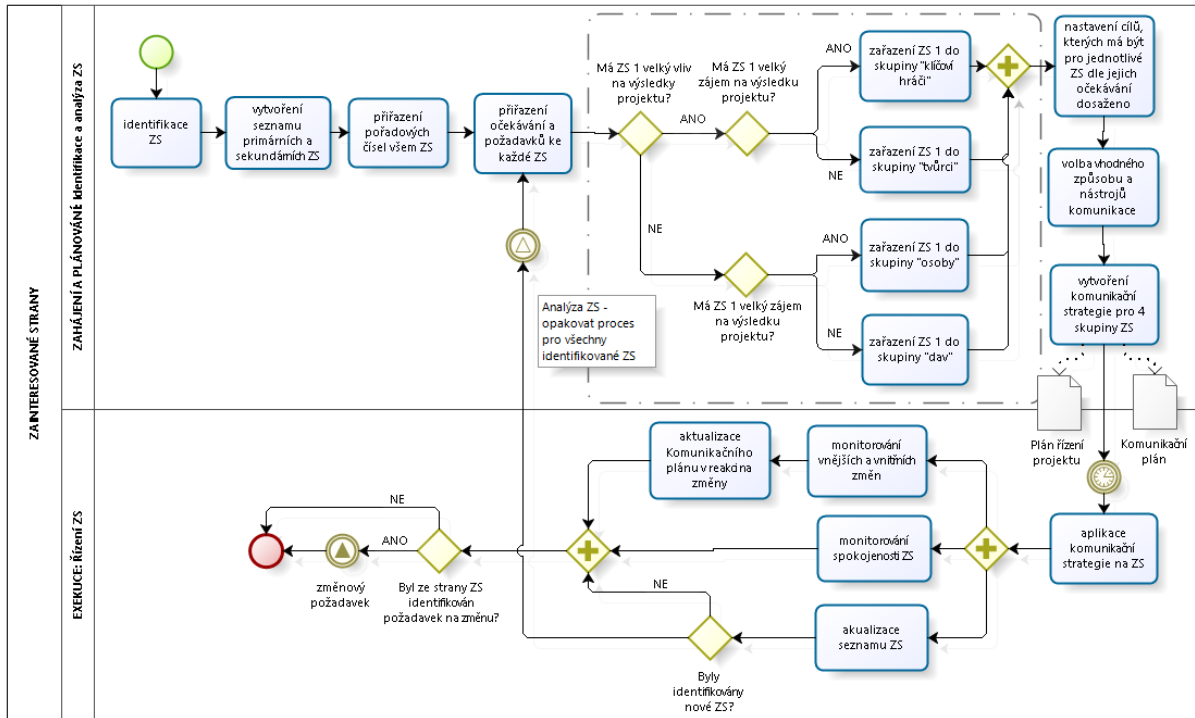 ZAINTERESOVANÉ STRANY
ZAHÁJENÍ A PLÁNOVÁNÍ: Identifikace a analýza ZS
identifikace
ZS
vytvoření
seznamu
primárních a
sekundárních ZS
přiřazení
pořadových
čísel všem ZS
přiřazení
očekávání a
požadavků ke
každé ZS
Má ZS 1 velký vliv
na výsledky
projektu?
ANO
NE
Má ZS 1 velký
zájem na výsledku
projektu?
ANO
NE
zařazení ZS 1 do
skupiny "klíčoví
hráči"
zařazení ZS 1 do
skupiny "tvůrci"
Má ZS 1 velký zájem
na výsledku
projektu?
ANO
NE
zařazení ZS 1 do
skupiny "osoby"
zařazení ZS 1 do
skupiny "dav"
Analýza ZS -
opakovat proces
pro všechny
identifikované ZS
nastavení cílů,
kterých má být
pro jednotlivé
ZS dle jejich
očekávání
dosaženo
volba vhodného
způsobu a
nástrojů
komunikace
vytvoření
komunikační
strategie pro 4
skupiny ZS
Plán řízení
projektu
Komunikační
plán
EXEKUCE: Řízení ZS
aplikace
komunikační
strategie na ZS
monitorování
vnějších a vnitřních
změn
aktualizace
Komunikačního
plánu v reakci na
změny
monitorování
spokojenosti ZS
akualizace
seznamu ZS
Byly
identifikovány
nové ZS?
NE
Byl ze strany ZS
identifikován
požadavek na změnu?
NE
ANO
změnový
požadavek